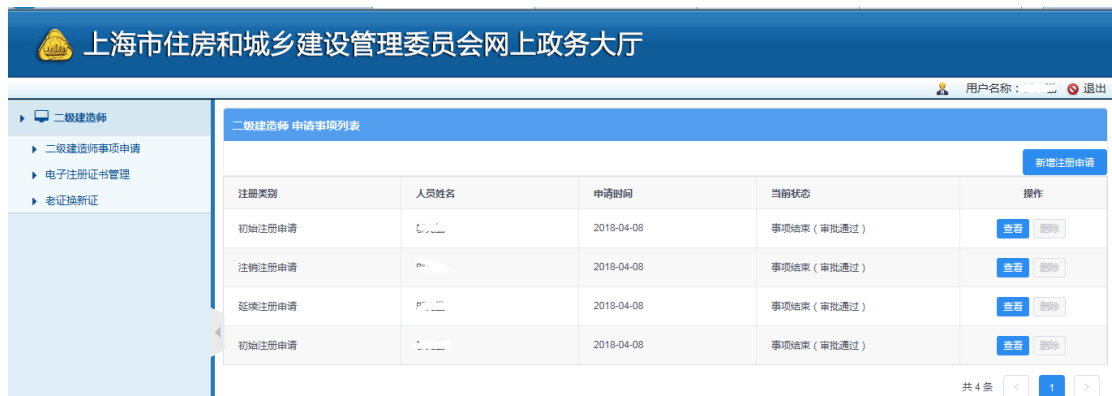 上海市住房和城乡建设管理委员会网上政务大厅
用户名称： 退出
二级建造师
二级建造师事项申请
电子注册证书管理
老证换新证
二级建造师 申请事项列表
新增注册申请
注册类别 人员姓名 申请时间 当前状态 操作
初始注册申请 2018-04-08 事项结束（审批通过） 查看 删除
注销注册申请 2018-04-08 事项结束（审批通过） 查看 删除
延续注册申请 2018-04-08 事项结束（审批通过） 查看 删除
初始注册申请 2018-04-08 事项结束（审批通过） 查看 删除
共 4 条 < 1 >